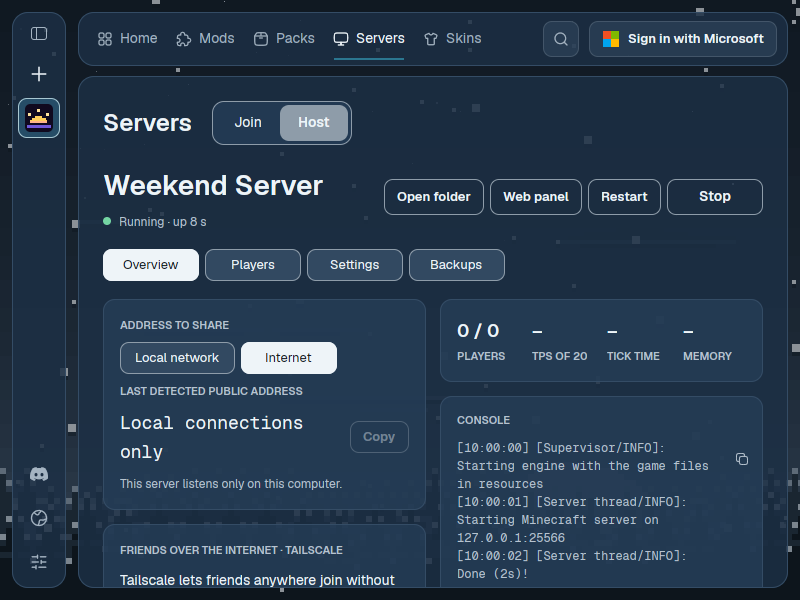 Home
Mods
Packs
Servers
Skins
Sign in with Microsoft
Servers
Join
Host
Weekend Server
Running · up 8 s
Open folder
Web panel
Restart
Stop
Overview
Players
Settings
Backups
ADDRESS TO SHARE
Local network
Internet
LAST DETECTED PUBLIC ADDRESS
Local connections
only
Copy
This server listens only on this computer.
FRIENDS OVER THE INTERNET · TAILSCALE
Tailscale lets friends anywhere join without
0 / 0
PLAYERS
–
TPS OF 20
–
TICK TIME
–
MEMORY
CONSOLE
[10:00:00] [Supervisor/INFO]:
Starting engine with the game files
in resources
[10:00:01] [Server thread/INFO]:
Starting Minecraft server on
127.0.0.1:25566
[10:00:02] [Server thread/INFO]:
Done (2s)!